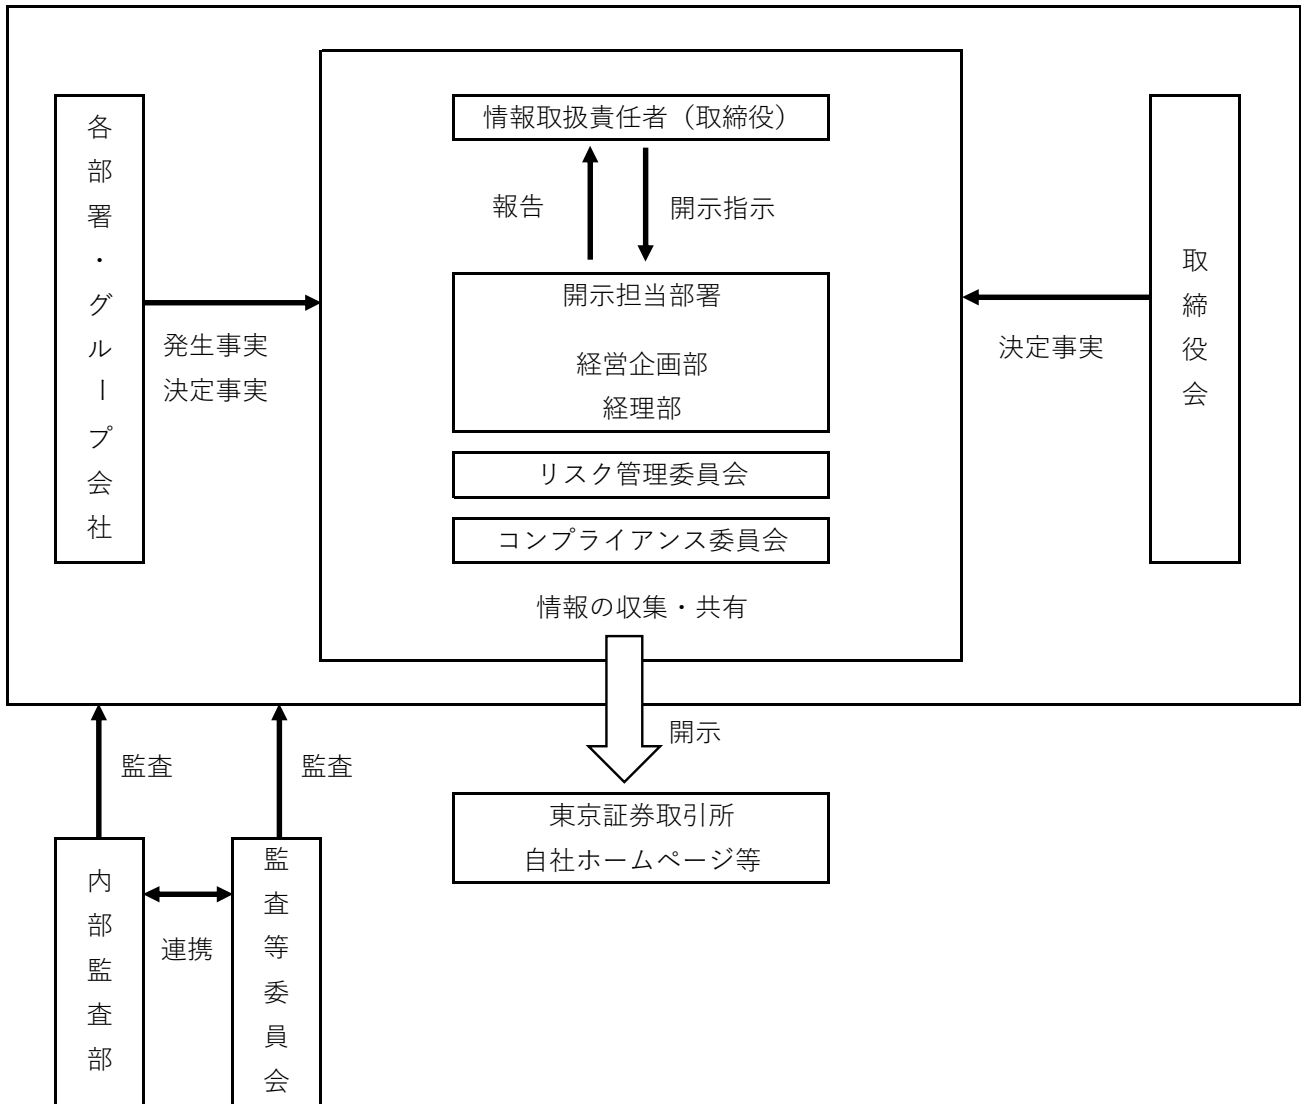 情報取扱責任者（取締役）
報告
開示指示
各部署・グループ会社
発生事実
決定事実
開示担当部署
経営企画部
経理部
リスク管理委員会
コンプライアンス委員会
情報の収集・共有
決定事実
取締役会
開示
監査
監査
東京証券取引所
自社ホームページ等
内部監査部
連携
監査等委員会